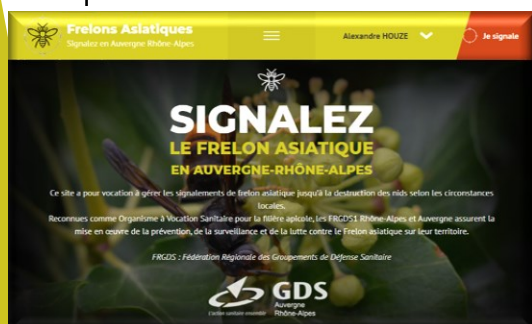 Frelons Asiatiques
Signalez en Auvergne Rhône-Alpes
Alexandre HOUZE
Je signale
SIGNALEZ
LE FRELON ASIATIQUE
EN AUVERGNE-RHÔNE-ALPES
Ce site a pour vocation à gérer les signalements de frelon asiatique jusqu'à la destruction des nids selon les circonstances
locales.
Reconnues comme Organisme à Vocation Sanitaire pour la filière apicole, les FRGDS1 Rhône-Alpes et Auvergne assurent la
mise en œuvre de la prévention, de la surveillance et de la lutte contre le Frelon asiatique sur leur territoire.
FRGDS : Fédération Régionale des Groupements de Défense Sanitaire
GDS
Auvergne
Rhône-Alpes
L'action sanitaire ensemble